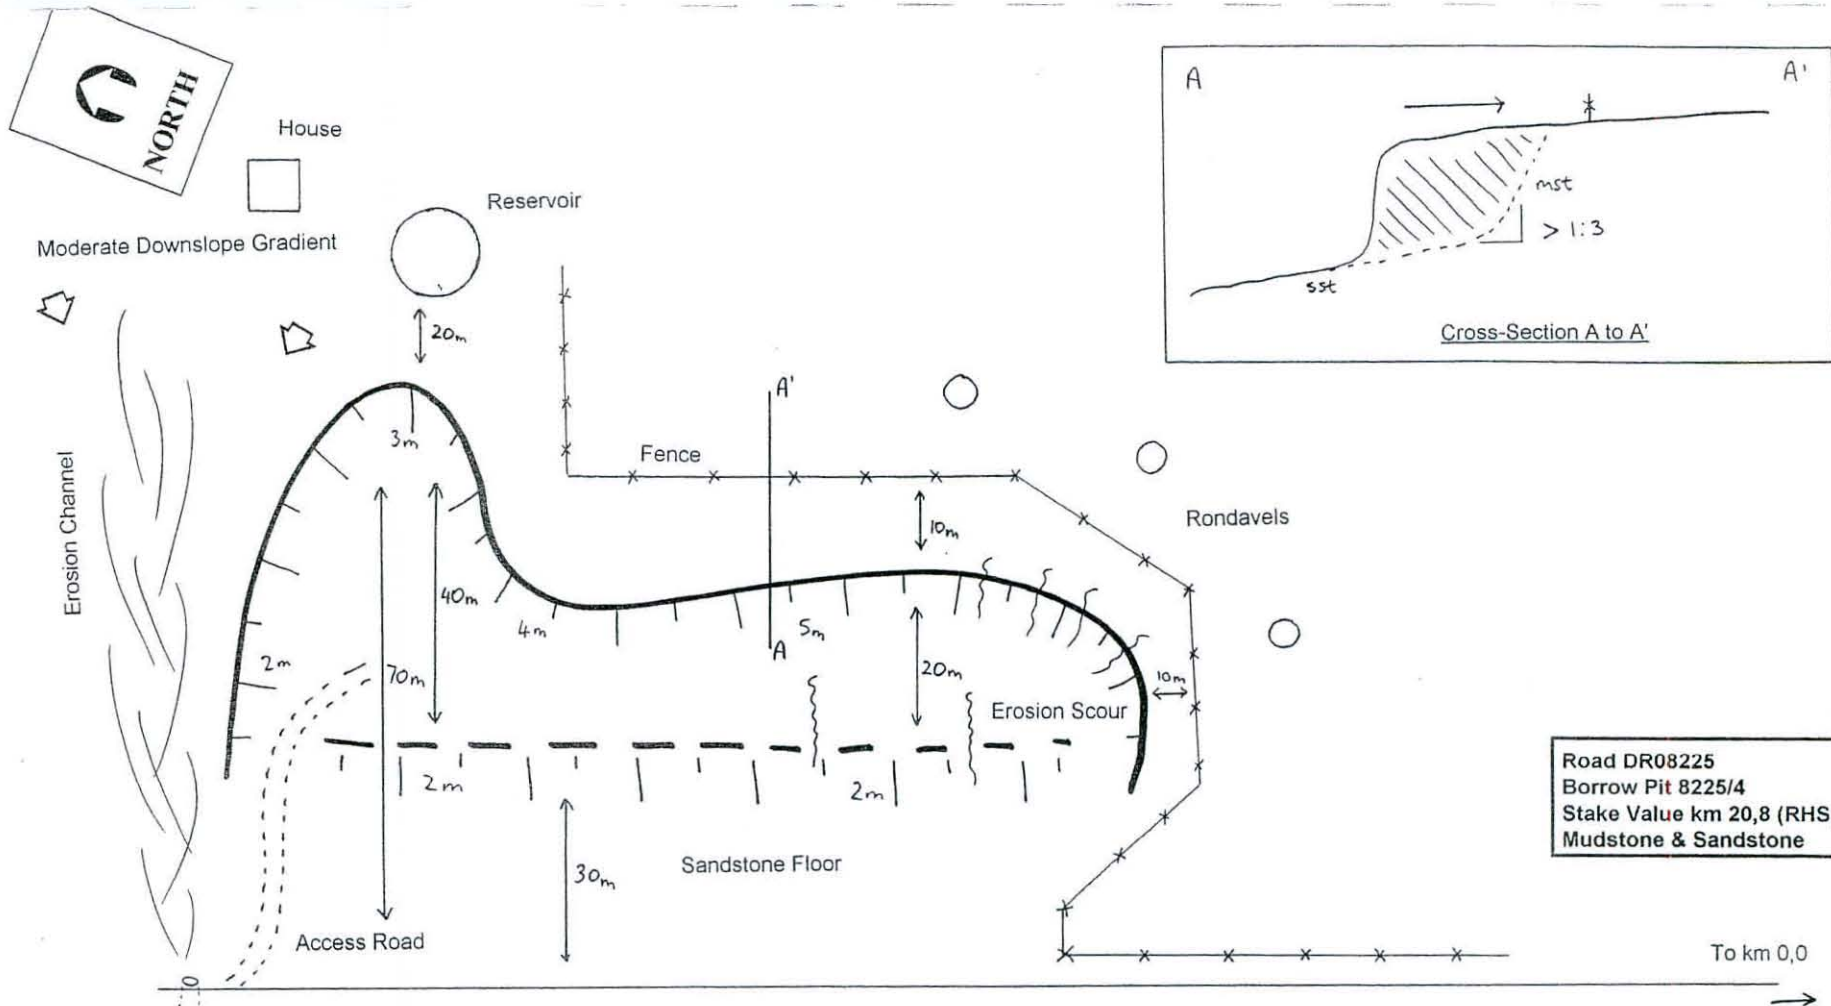 NORTH
House
Reservoir
Moderate Downslope Gradient
20m
A
A'
mst
> 1:3
sst
Cross-Section A to A'
A'
3m
Fence
Erosion Channel
10m
Rondavels
40m
4m
5m
A
2m
70m
20m
10m
Erosion Scour
2m
2m
30m
Sandstone Floor
Access Road
Road DR08225
Borrow Pit 8225/4
Stake Value km 20,8 (RHS
Mudstone & Sandstone
To km 0,0